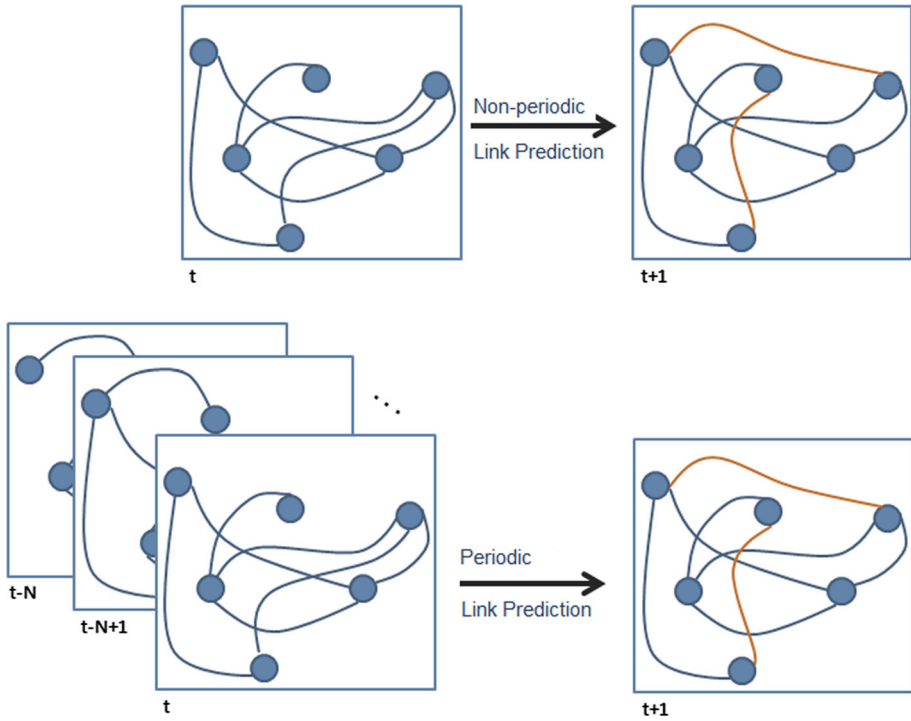 Non-periodic
Link Prediction
t
t+1
t-N
t-N+1
t
Periodic
Link Prediction
t+1